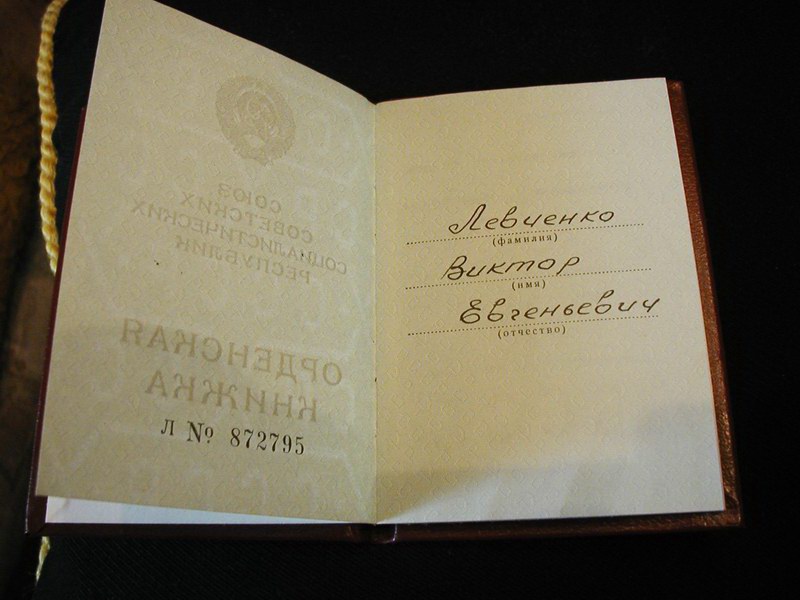 СОЮЗ
СОВЕТСКИХ
СОЦИАЛИСТИЧЕСКИХ
РЕСПУБЛИК
ОРДЕНСКАЯ
КНИЖКА
Л № 872795
Левченко
(фамилия)
Виктор
(имя)
Евгеньевич
(отчество)